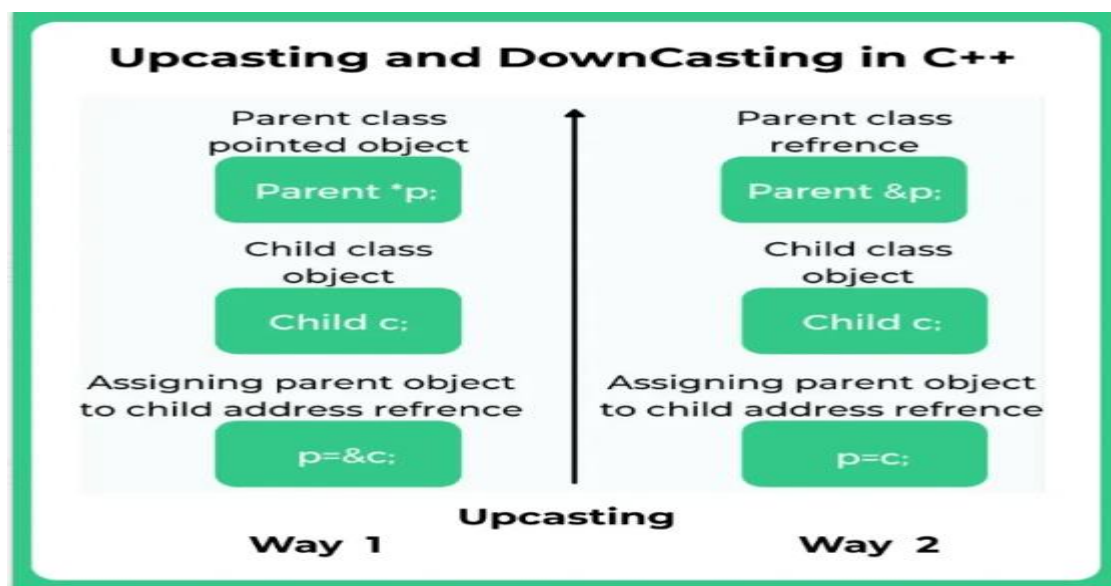 Upcasting and DownCasting in C++
Parent class
pointed object
Parent *p;
Child class
object
Child c;
Assigning parent object
to child address refrence
p=&c;
Parent class
refrence
Parent &p;
Child class
object
Child c;
Assigning parent object
to child address refrence
p=c;
Upcasting
Way 1
Way 2